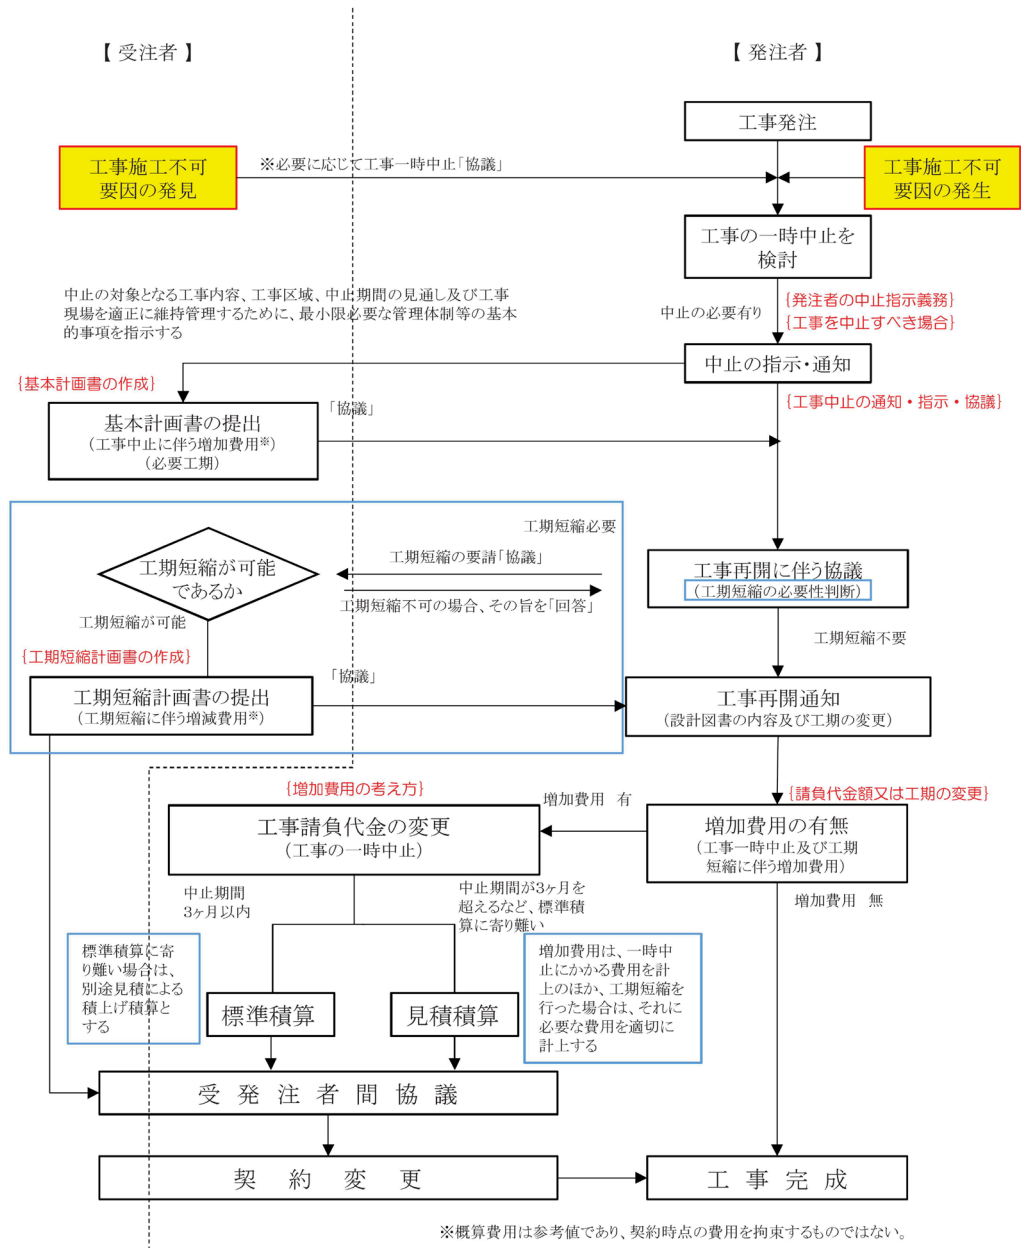 【 受注者 】
【 発注者 】
工事発注
工事施工不可
要因の発見
※必要に応じて工事一時中止「協議」
工事施工不可
要因の発生
工事の一時中止を
検討
中止の対象となる工事内容、工事区域、中止期間の見通し及び工事
現場を適正に維持管理するために、最小限必要な管理体制等の基本
的事項を指示する
中止の必要有り
{発注者の中止指示義務}
{工事を中止すべき場合}
中止の指示・通知
{基本計画書の作成}
{工事中止の通知・指示・協議}
基本計画書の提出
（工事中止に伴う増加費用※）
（必要工期）
「協議」
工期短縮必要
工期短縮が可能
であるか
工期短縮の要請「協議」
工期短縮不可の場合、その旨を「回答」
工事再開に伴う協議
（工期短縮の必要性判断）
工期短縮が可能
工期短縮不要
{工期短縮計画書の作成}
工期短縮計画書の提出
（工期短縮に伴う増減費用※）
「協議」
工事再開通知
（設計図書の内容及び工期の変更）
{増加費用の考え方}
増加費用 有
{請負代金額又は工期の変更}
工事請負代金の変更
（工事の一時中止）
増加費用の有無
（工事一時中止及び工期
短縮に伴う増加費用）
中止期間
3ヶ月以内
中止期間が3ヶ月を
超えるなど、標準積
算に寄り難い
増加費用 無
標準積算に寄
り難い場合は、
別途見積による
積上げ積算と
する
標準積算
見積積算
増加費用は、一時中
止にかかる費用を計
上のほか、工期短縮を
行った場合は、それに
必要な費用を適切に
計上する
受 発 注 者 間 協 議
契 約 変 更
工 事 完 成
※概算費用は参考値であり、契約時点の費用を拘束するものではない。